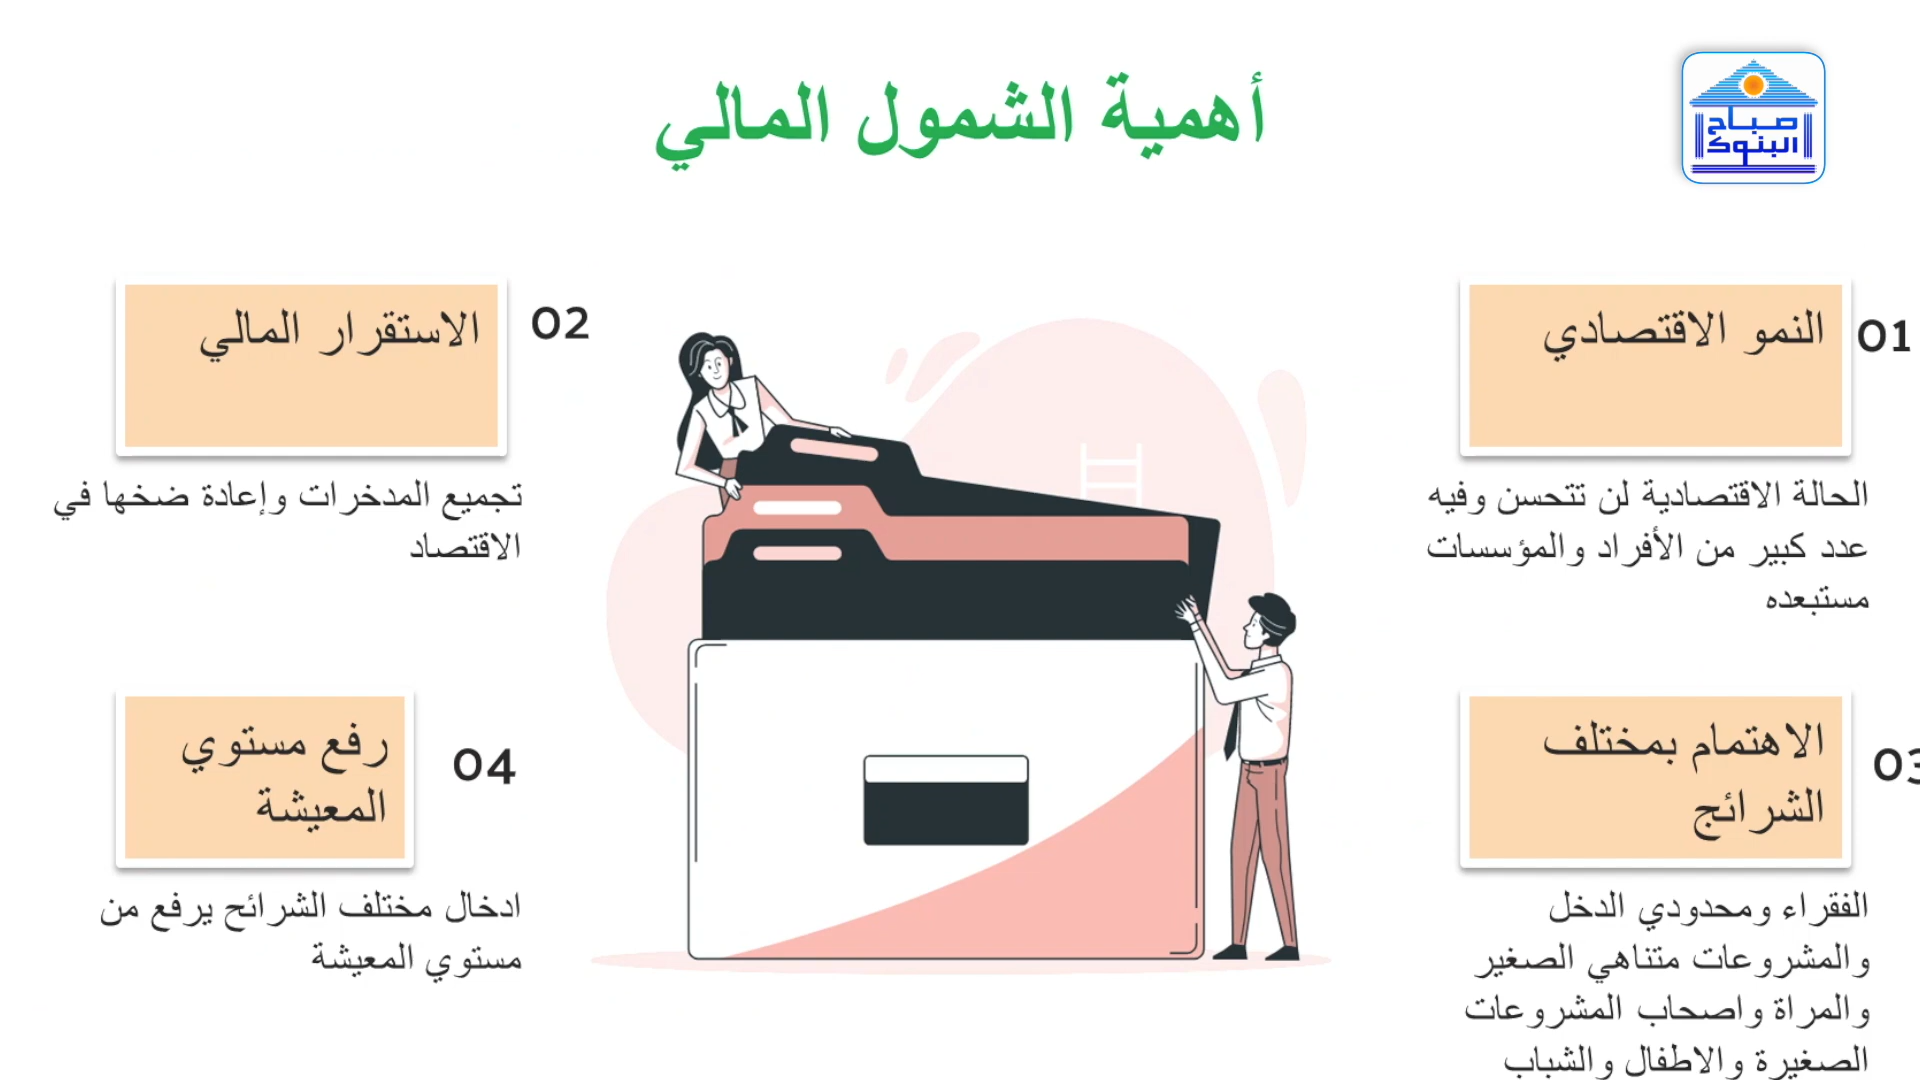 أهمية الشمول المالي
صباح
البنوك
01
النمو الاقتصادي
الحالة الاقتصادية لن تتحسن وفيه
عدد كبير من الأفراد والمؤسسات
مستبعده
02
الاستقرار المالي
تجميع المدخرات وإعادة ضخها في
الاقتصاد
03
الاهتمام بمختلف
الشرائج
الفقراء ومحدودي الدخل
والمشروعات متناهي الصغير
والمراة واصحاب المشروعات
الصغيرة والاطفال والشباب
04
رفع مستوي
المعيشة
ادخال مختلف الشرائح يرفع من
مستوي المعيشة